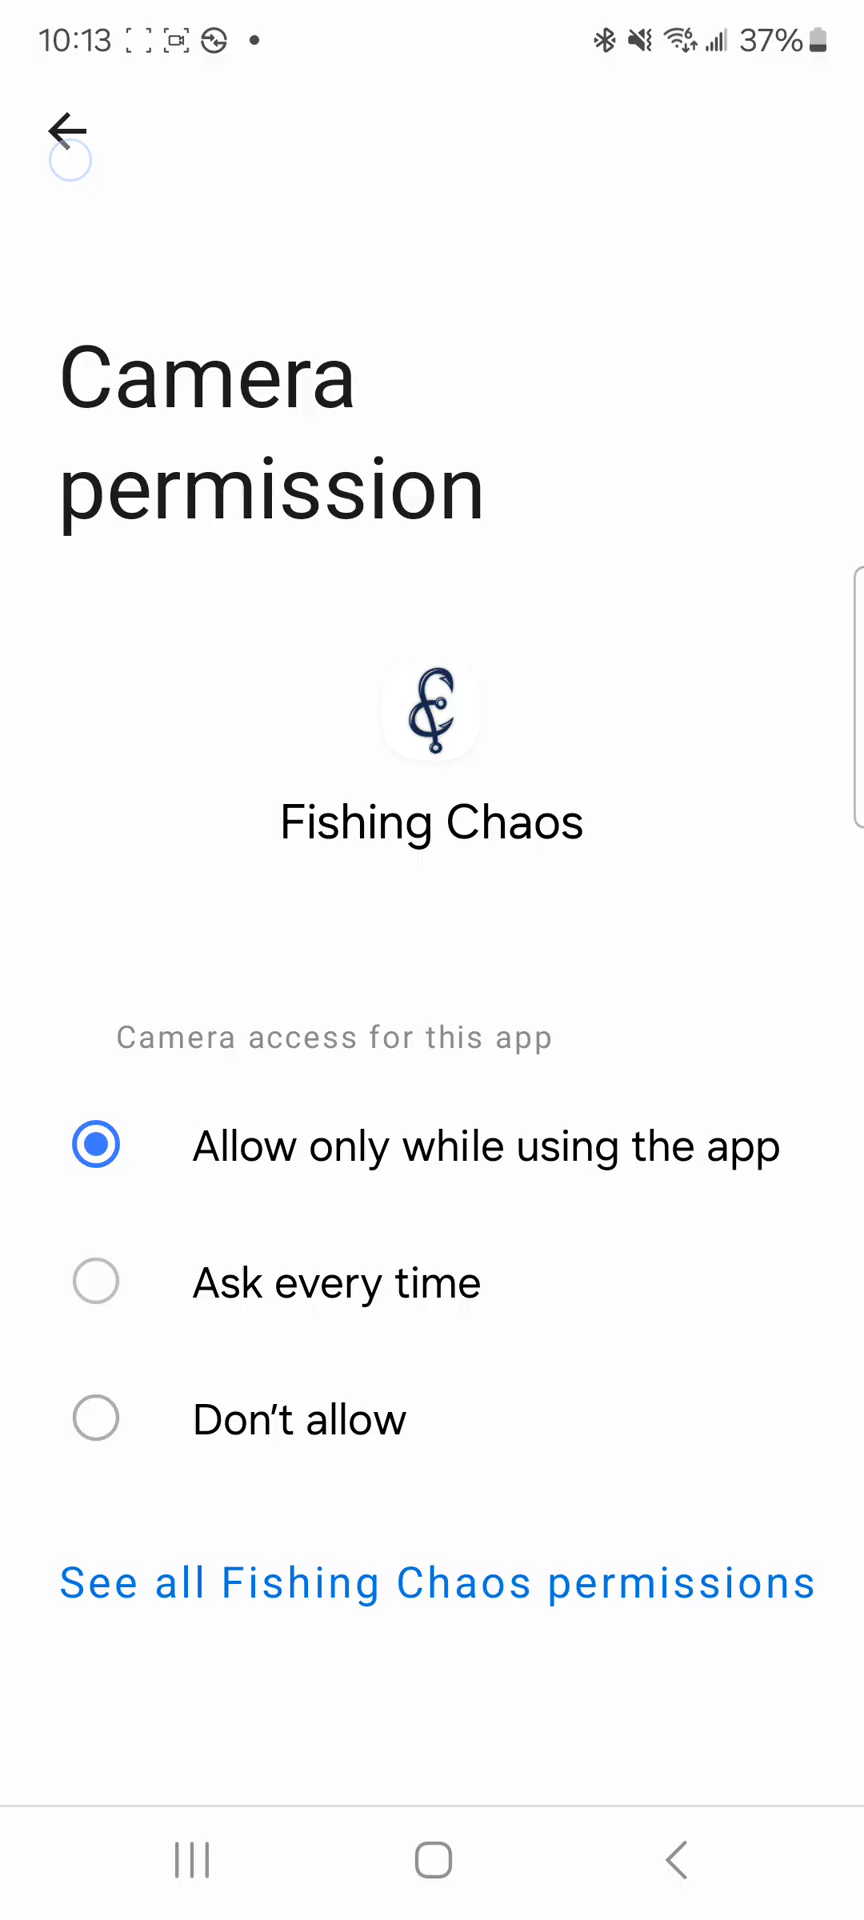 10:13
37%
Camera
permission
Fishing Chaos
Camera access for this app
Allow only while using the app
Ask every time
Don't allow
See all Fishing Chaos permissions